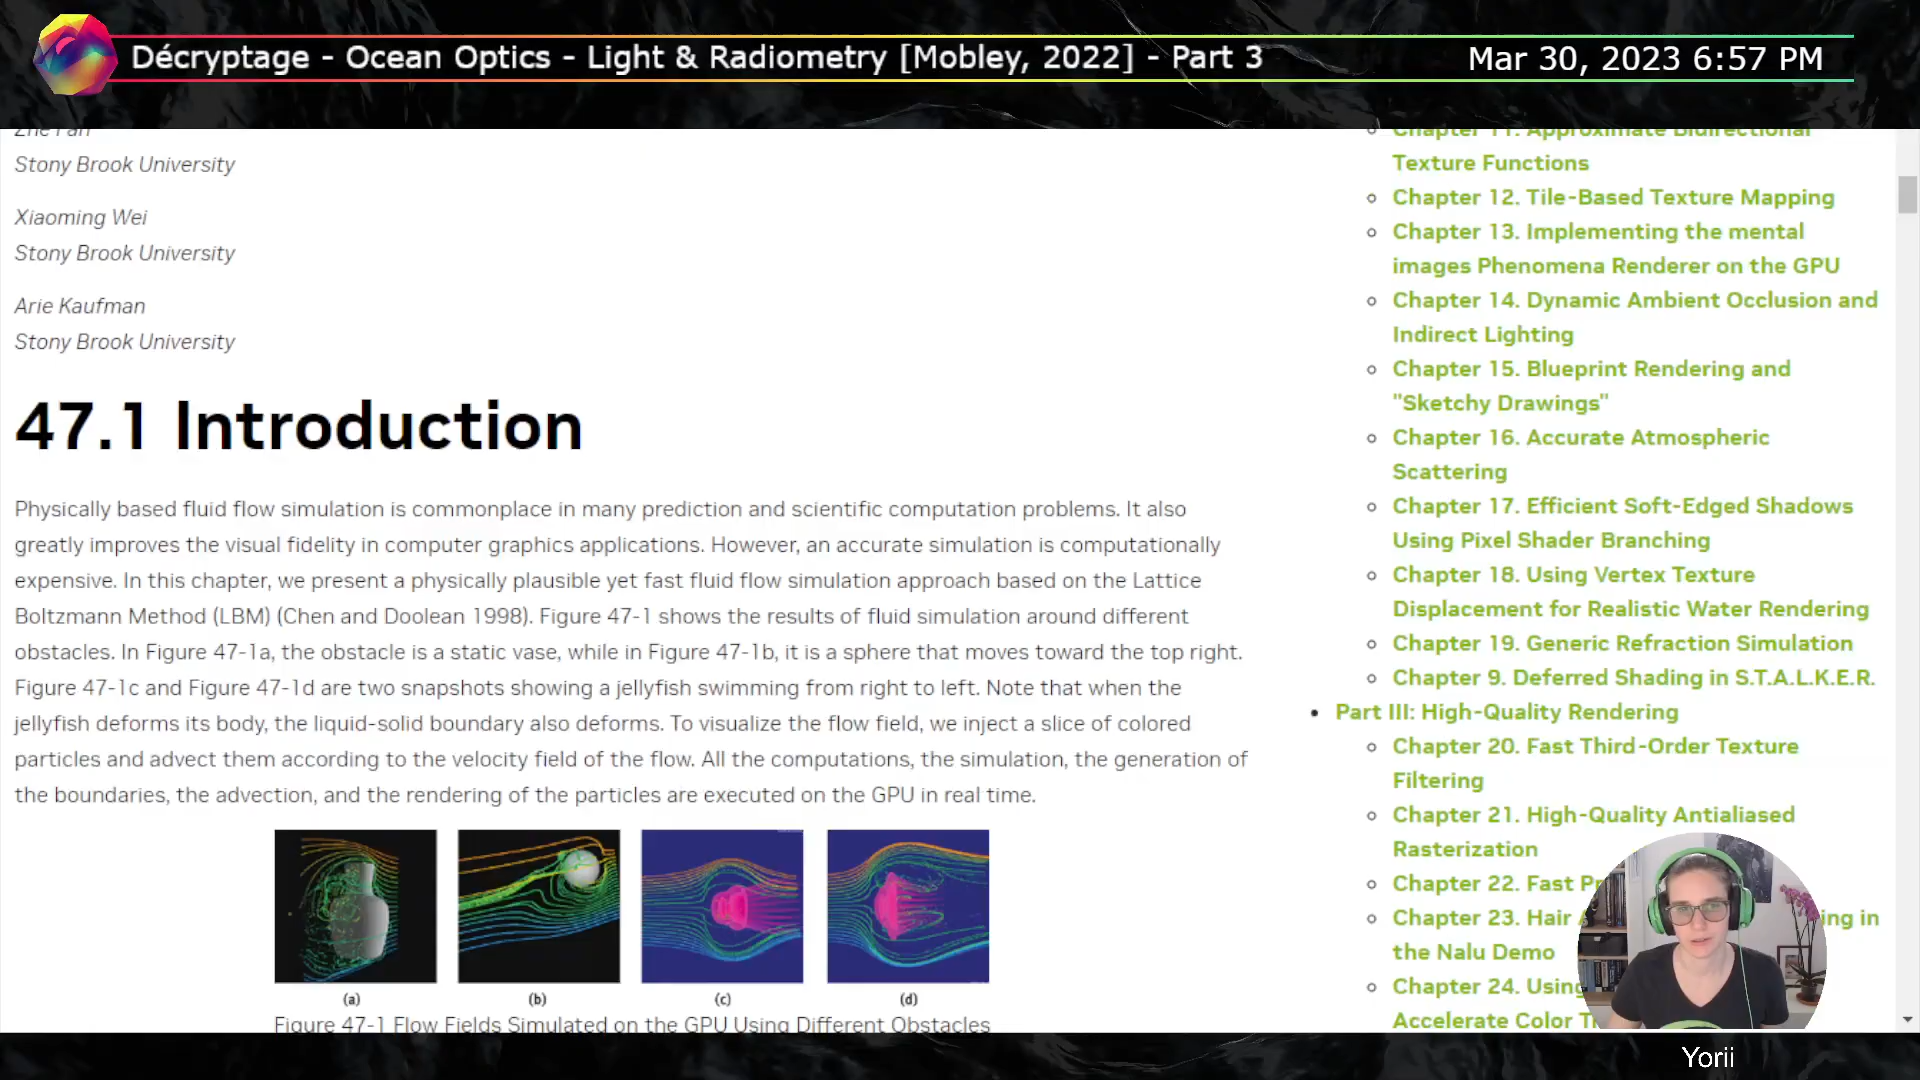 Décryptage - Ocean Optics - Light & Radiometry [Mobley, 2022] - Part 3
Mar 30, 2023 6:57 PM
Zhe Fan
Stony Brook University
Xiaoming Wei
Stony Brook University
Arie Kaufman
Stony Brook University
47.1 Introduction
Physically based fluid flow simulation is commonplace in many prediction and scientific computation problems. It also
greatly improves the visual fidelity in computer graphics applications. However, an accurate simulation is computationally
expensive. In this chapter, we present a physically plausible yet fast fluid flow simulation approach based on the Lattice
Boltzmann Method (LBM) (Chen and Doolean 1998). Figure 47-1 shows the results of fluid simulation around different
obstacles. In Figure 47-1a, the obstacle is a static vase, while in Figure 47-1b, it is a sphere that moves toward the top right.
Figure 47-1c and Figure 47-1d are two snapshots showing a jellyfish swimming from right to left. Note that when the
jellyfish deforms its body, the liquid-solid boundary also deforms. To visualize the flow field, we inject a slice of colored
particles and advect them according to the velocity field of the flow. All the computations, the simulation, the generation of
the boundaries, the advection, and the rendering of the particles are executed on the GPU in real time.
(a) (b) (c) (d)
Figure 47-1 Flow Fields Simulated on the GPU Using Different Obstacles
Chapter 11. Approximate Bidirectional
Texture Functions
Chapter 12. Tile-Based Texture Mapping
Chapter 13. Implementing the mental
images Phenomena Renderer on the GPU
Chapter 14. Dynamic Ambient Occlusion and
Indirect Lighting
Chapter 15. Blueprint Rendering and
"Sketchy Drawings"
Chapter 16. Accurate Atmospheric
Scattering
Chapter 17. Efficient Soft-Edged Shadows
Using Pixel Shader Branching
Chapter 18. Using Vertex Texture
Displacement for Realistic Water Rendering
Chapter 19. Generic Refraction Simulation
Chapter 9. Deferred Shading in S.T.A.L.K.E.R.
Part III: High-Quality Rendering
Chapter 20. Fast Third-Order Texture
Filtering
Chapter 21. High-Quality Antialiased
Rasterization
Chapter 22. Fast
Chapter 23. Hair ing in
the Nalu Demo
Chapter 24. Using
Accelerate Color
Yorii